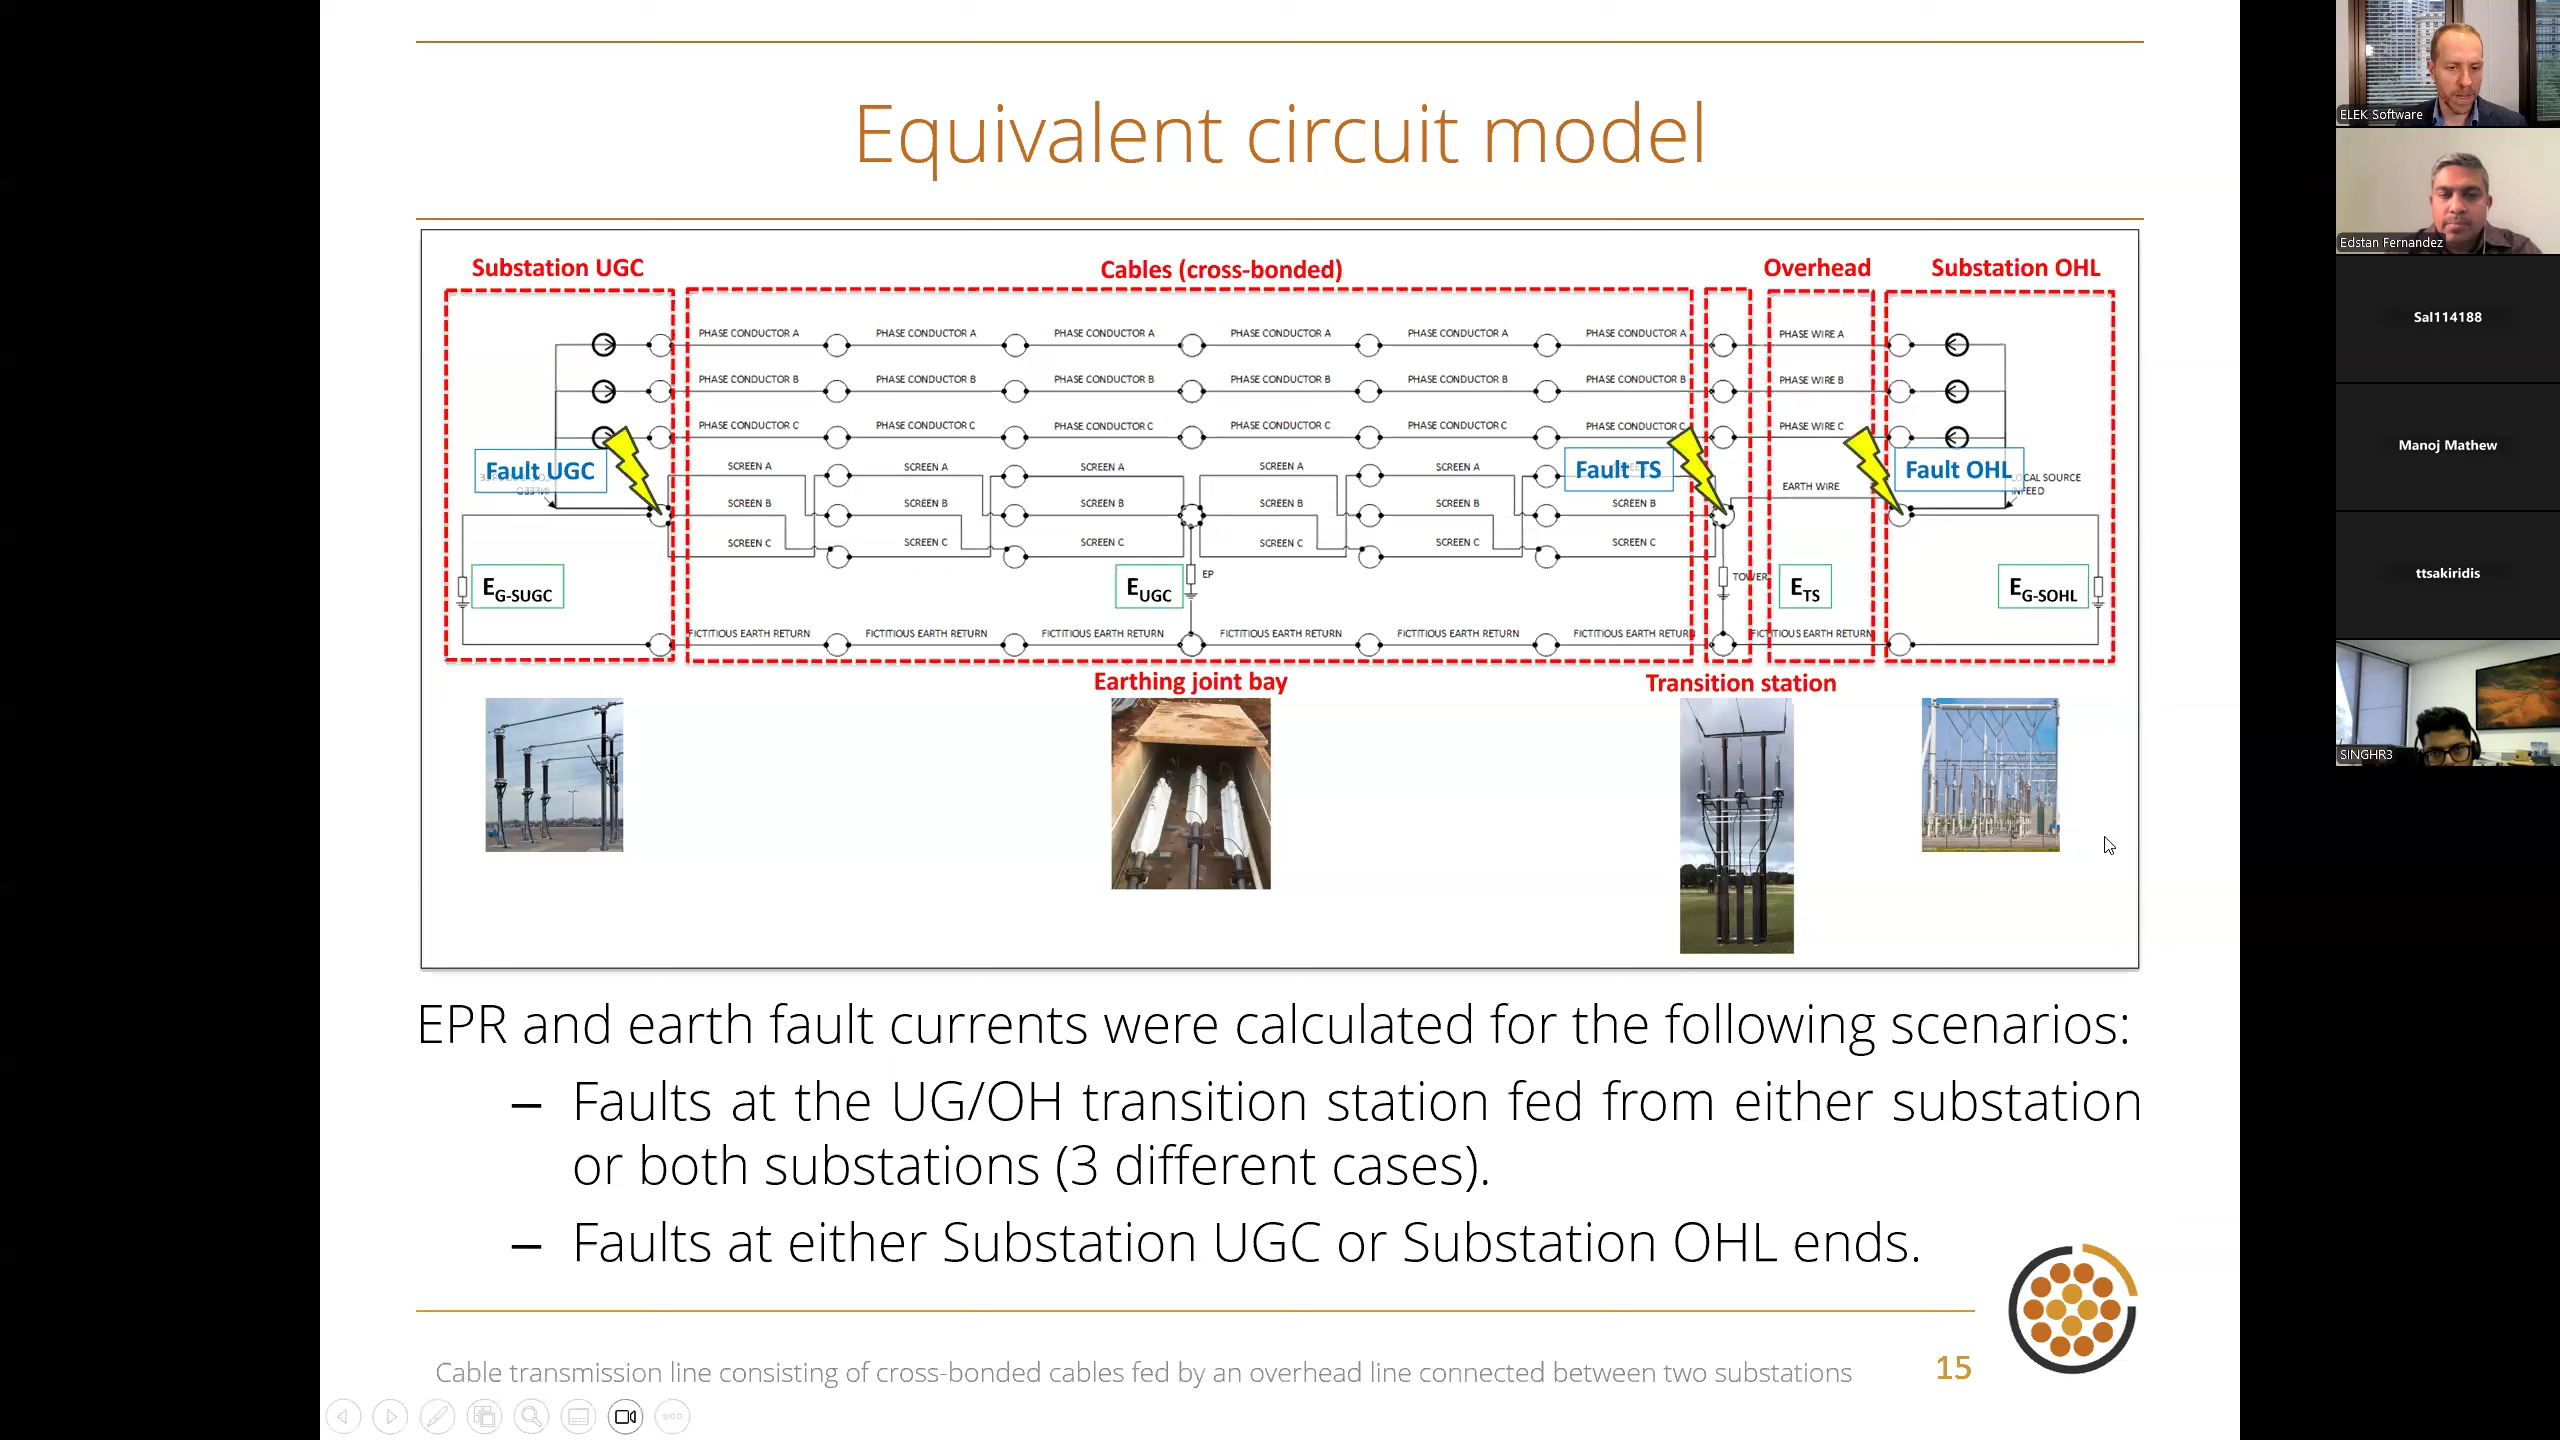 Equivalent circuit model
Substation UGC
Cables (cross-bonded)
Overhead
Substation OHL
PHASE CONDUCTOR A PHASE CONDUCTOR A PHASE CONDUCTOR A PHASE CONDUCTOR A PHASE CONDUCTOR A PHASE CONDUCTOR A PHASE WIRE A
PHASE CONDUCTOR B PHASE CONDUCTOR B PHASE CONDUCTOR B PHASE CONDUCTOR B PHASE CONDUCTOR B PHASE CONDUCTOR B PHASE WIRE B
PHASE CONDUCTOR C PHASE CONDUCTOR C PHASE CONDUCTOR C PHASE CONDUCTOR C PHASE CONDUCTOR C PHASE CONDUCTOR C PHASE WIRE C
Fault UGC
Fault TS
Fault OHL
SCREEN A SCREEN A SCREEN A SCREEN A SCREEN A
LOCAL SOURCE
INFEED
EARTH WIRE
SCREEN B SCREEN B SCREEN B SCREEN B SCREEN B SCREEN B
SCREEN C SCREEN C SCREEN C SCREEN C SCREEN C SCREEN C
EG-SUGC
EUGC
EP
TOWER
ETS
EG-SOHL
FICTITIOUS EARTH RETURN FICTITIOUS EARTH RETURN FICTITIOUS EARTH RETURN FICTITIOUS EARTH RETURN FICTITIOUS EARTH RETURN FICTITIOUS EARTH RETURN FICTITIOUS EARTH RETURN
Earthing joint bay
Transition station
EPR and earth fault currents were calculated for the following scenarios:
– Faults at the UG/OH transition station fed from either substation
or both substations (3 different cases).
– Faults at either Substation UGC or Substation OHL ends.
Cable transmission line consisting of cross-bonded cables fed by an overhead line connected between two substations
15
ELEK Software
Edstan Fernandez
Sal114188
Manoj Mathew
ttsakiridis
SINGHR3